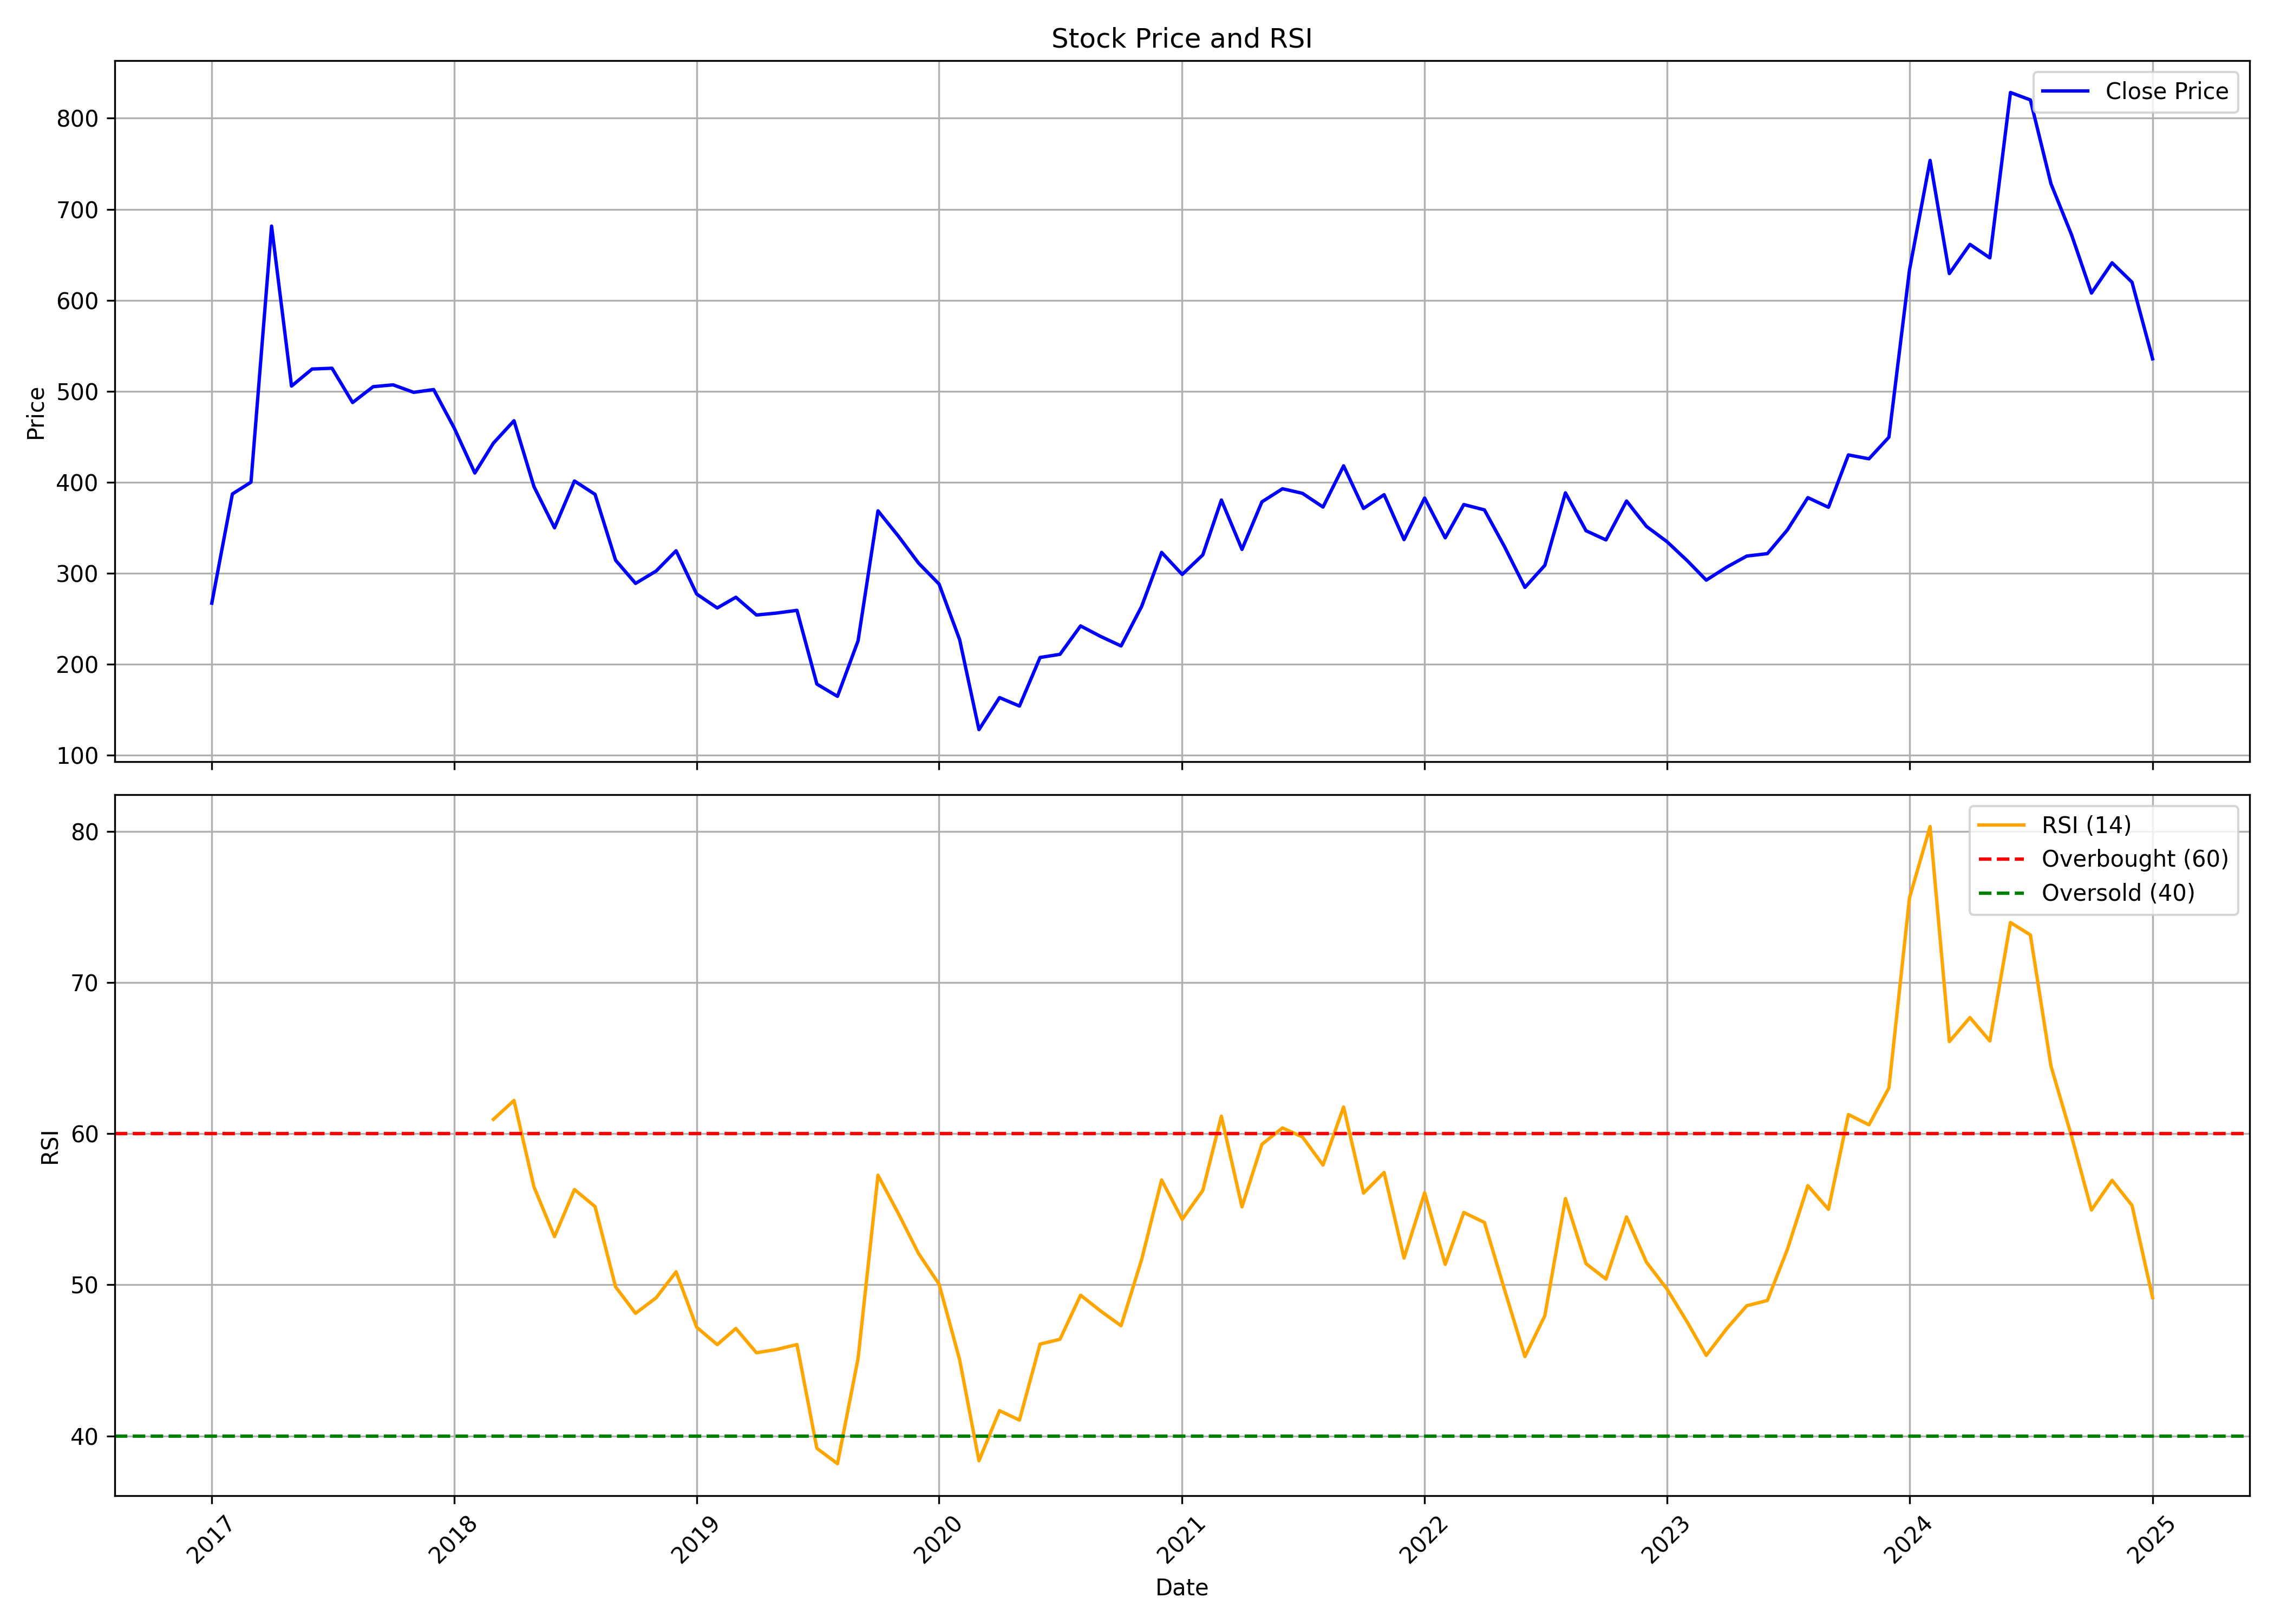 Stock Price and RSI
Close Price
800
700
600
500
400
300
200
100
Price
RSI (14)
Overbought (60)
Oversold (40)
80
70
60
50
40
RSI
2017
2018
2019
2020
2021
2022
2023
2024
2025
Date